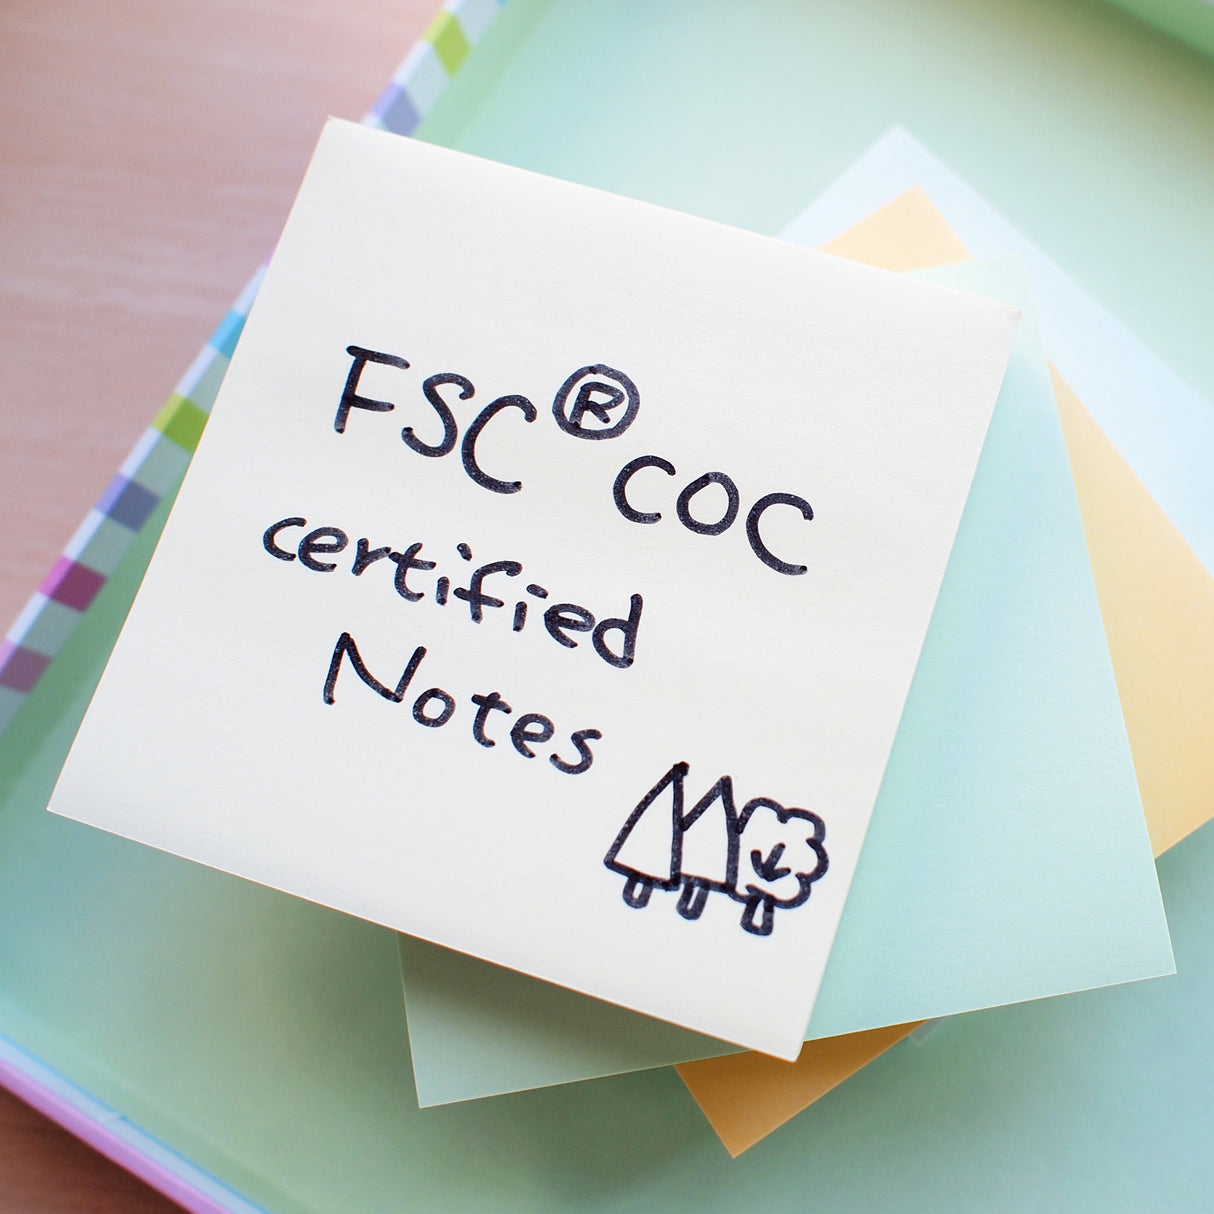 FSC® COC
certified
Notes